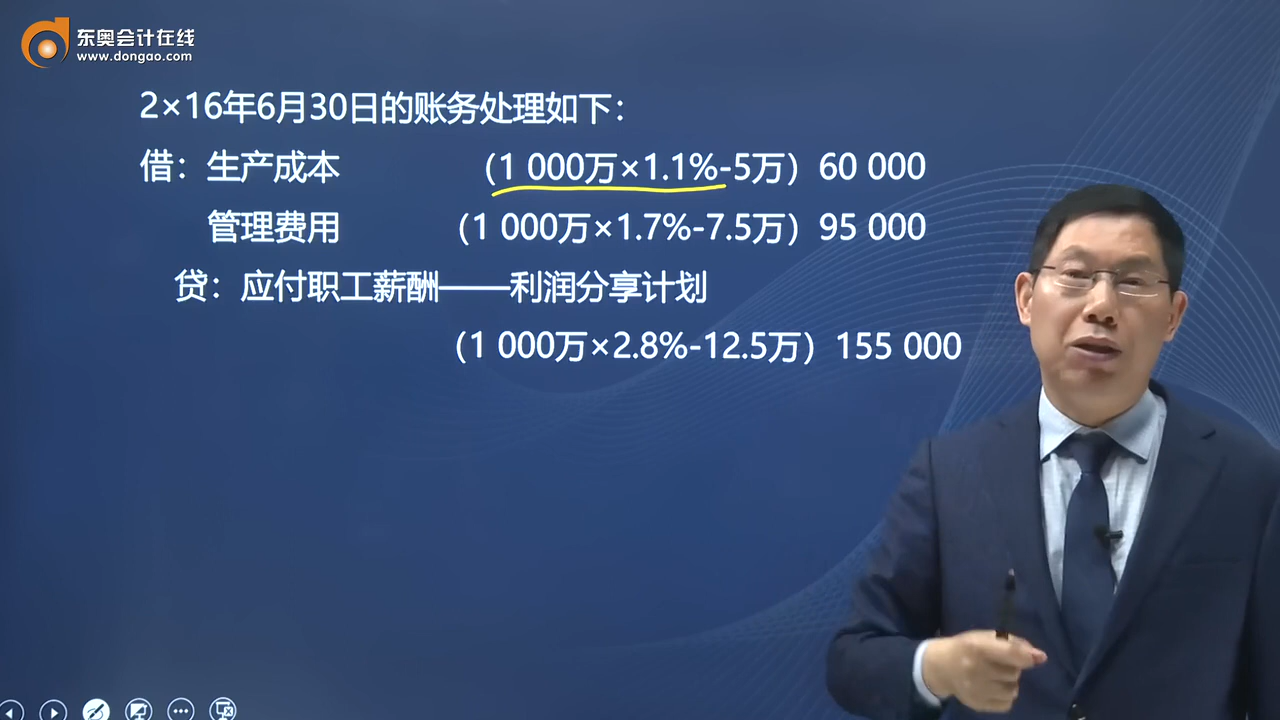 东奥会计在线
www.dongao.com
2×16年6月30日的账务处理如下：
借：生产成本 （1 000万×1.1%-5万）60 000
管理费用 （1 000万×1.7%-7.5万）95 000
贷：应付职工薪酬——利润分享计划
（1 000万×2.8%-12.5万）155 000